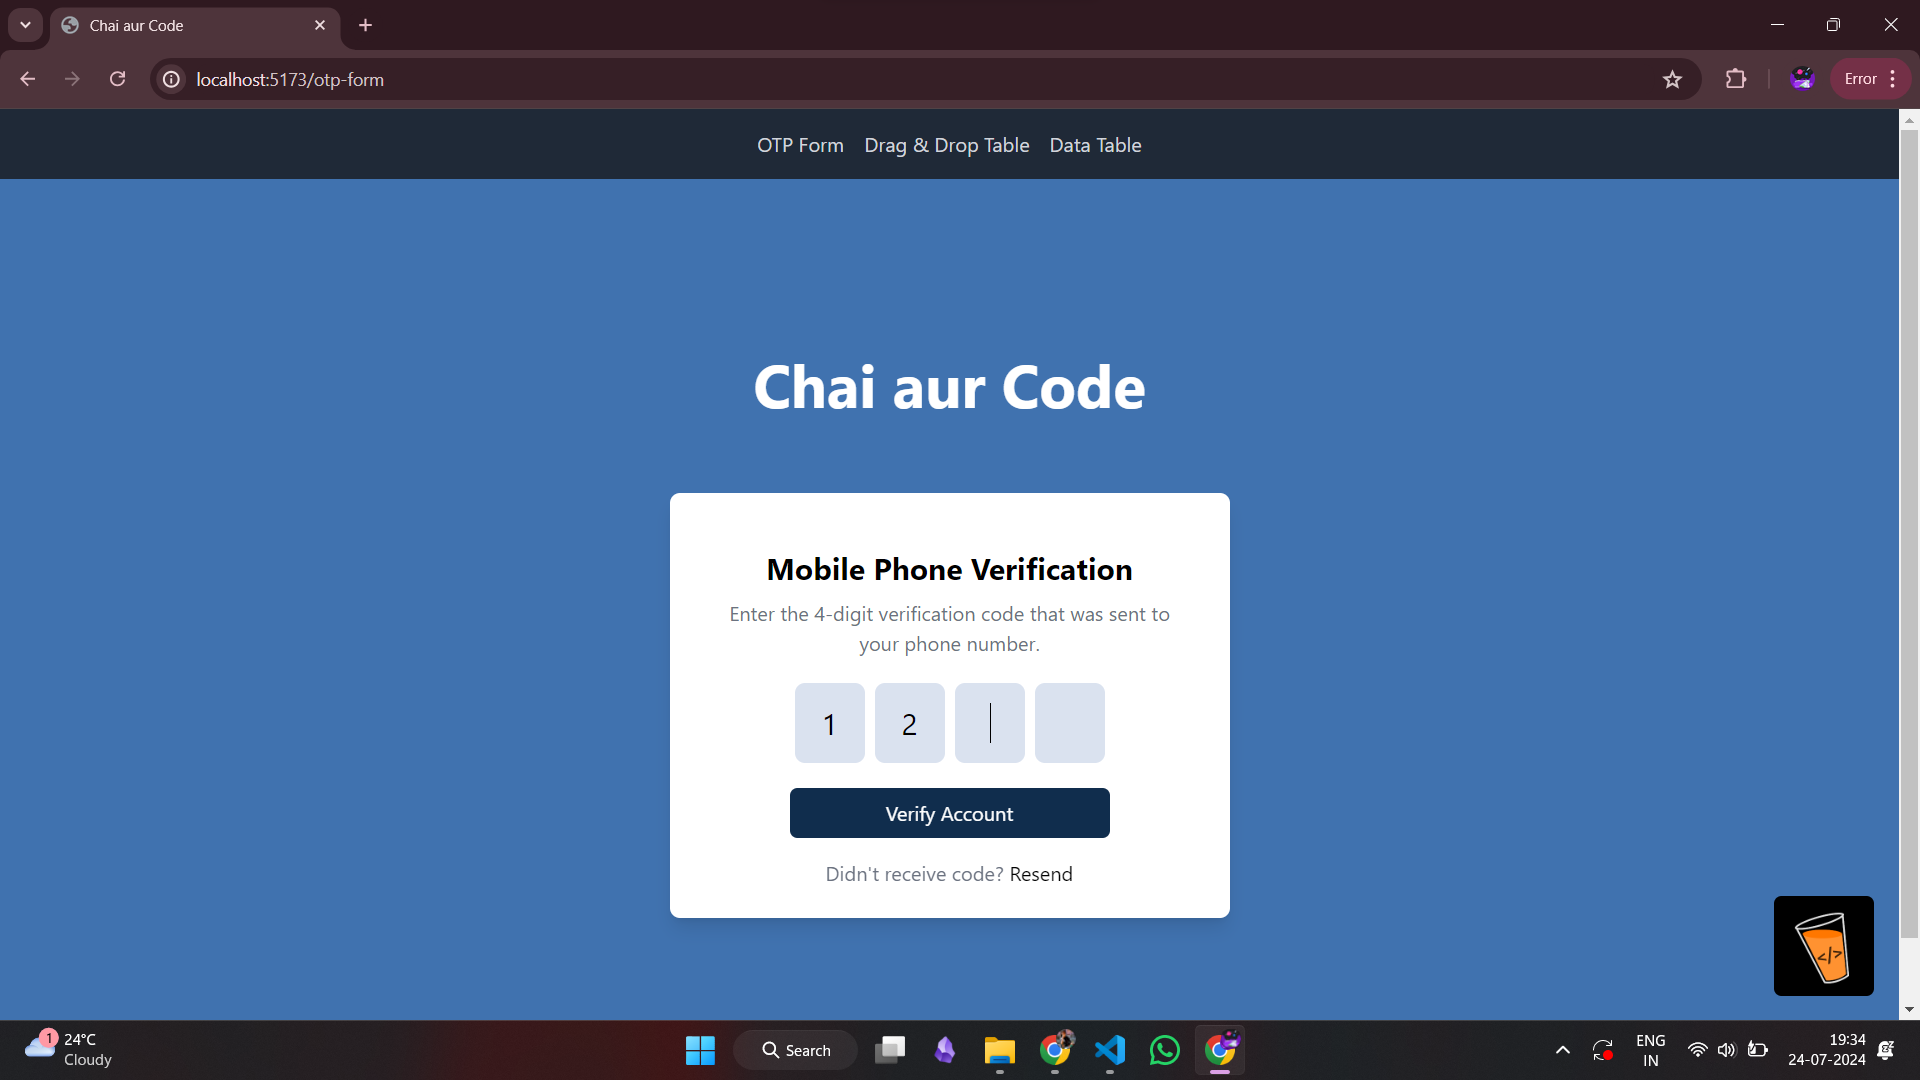 Chai aur Code
localhost:5173/otp-form
Error
OTP Form Drag & Drop Table Data Table
Chai aur Code
Mobile Phone Verification
Enter the 4-digit verification code that was sent to
your phone number.
1 2
Verify Account
Didn't receive code? Resend
</>
1
24°C
Cloudy
Search
ENG
IN
19:34
24-07-2024